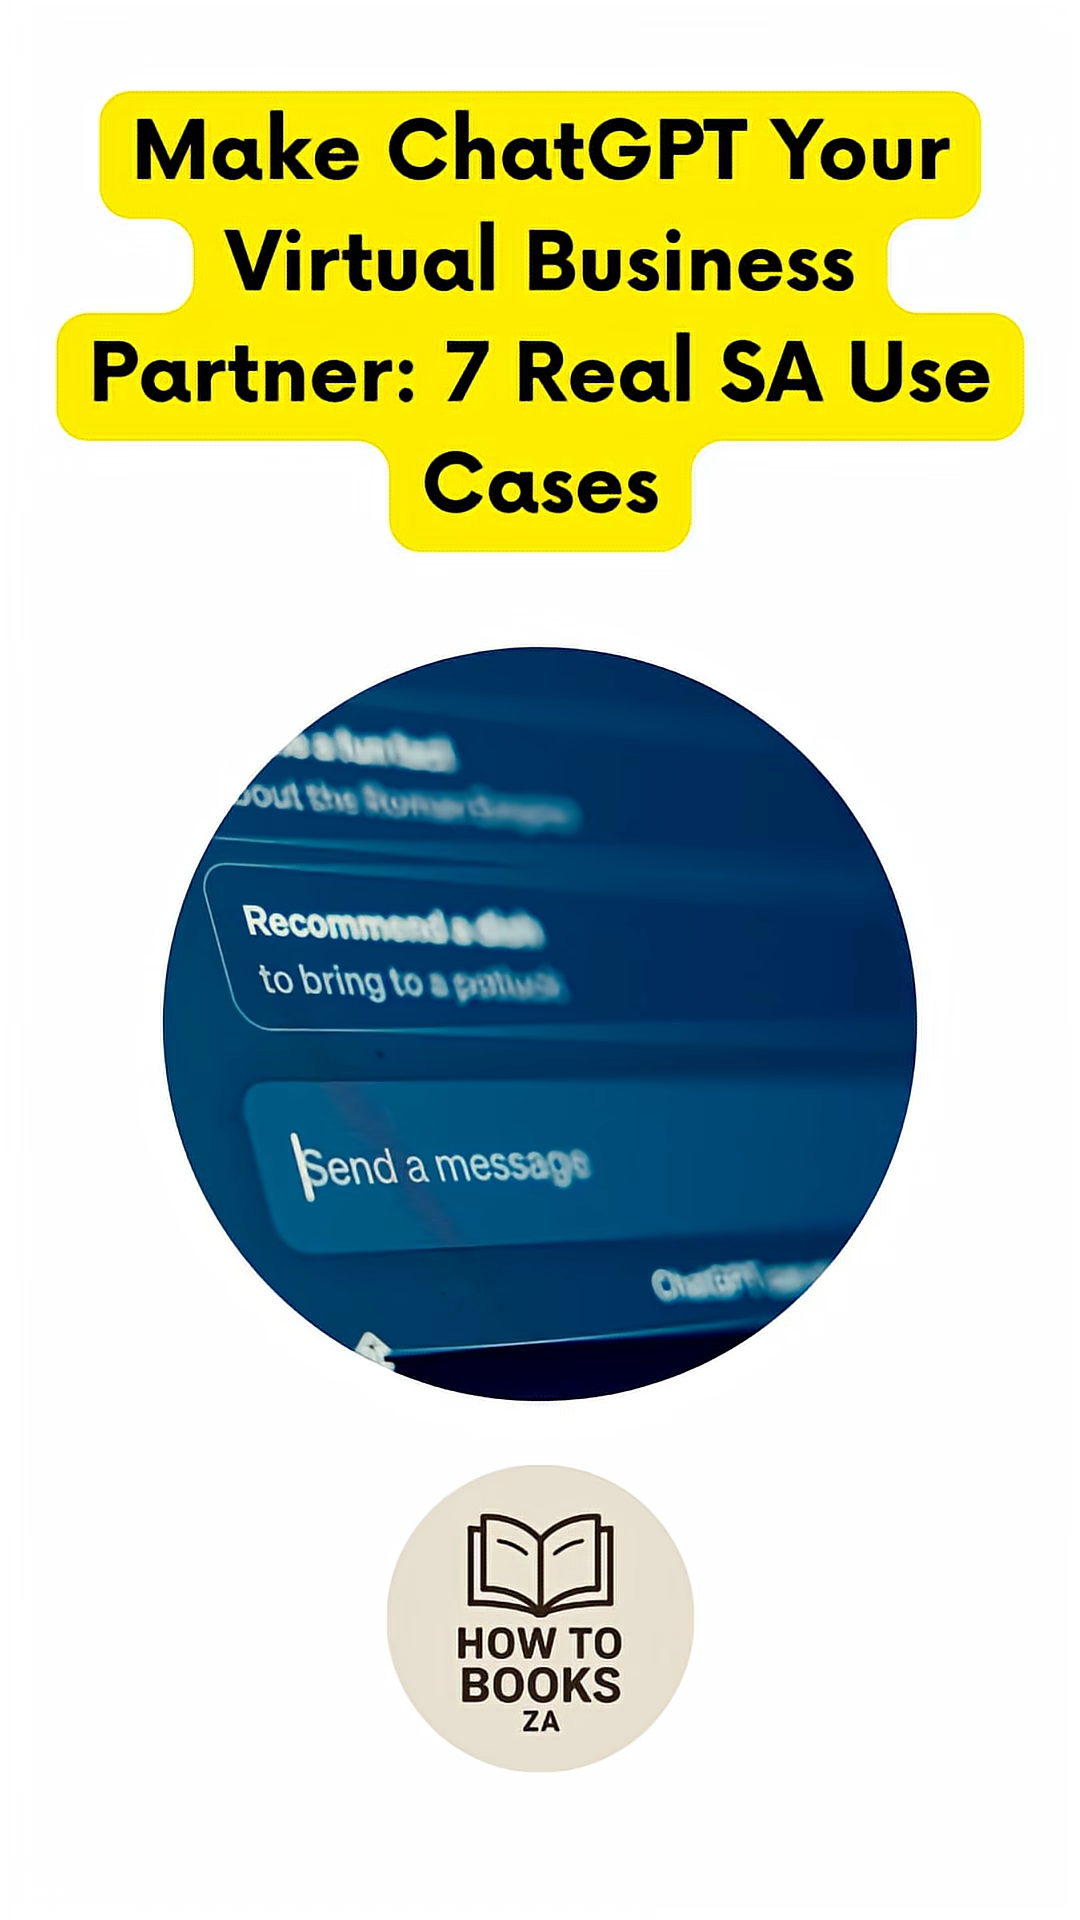 Make ChatGPT Your
Virtual Business
Partner: 7 Real SA Use
Cases
Recommend a
to bring to a
Send a message
HOW TO
BOOKS
ZA